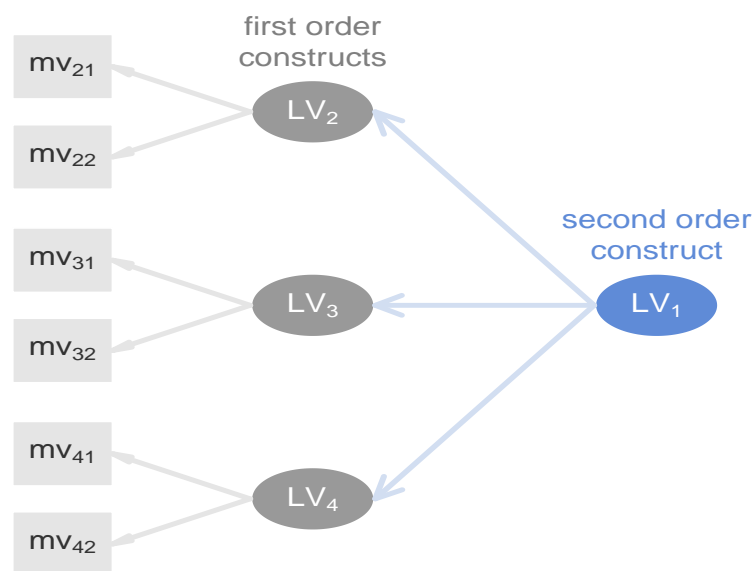 first order
constructs
mv₂₁
LV₂
mv₂₂
second order
construct
mv₃₁
LV₃
LV₁
mv₃₂
mv₄₁
LV₄
mv₄₂